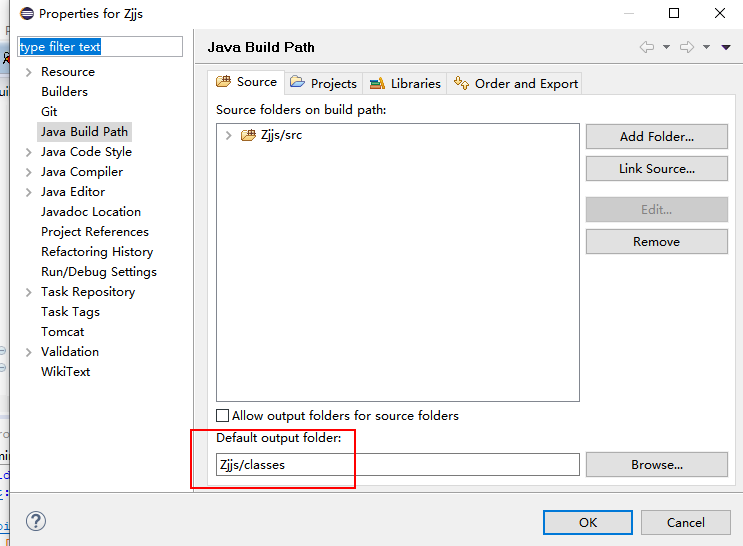 Properties for Zjjs
type filter text
Resource
Builders
Git
Java Build Path
Java Code Style
Java Compiler
Java Editor
Javadoc Location
Project References
Refactoring History
Run/Debug Settings
Task Repository
Task Tags
Tomcat
Validation
WikiText
Java Build Path
Source
Projects
Libraries
Order and Export
Source folders on build path:
Zjjs/src
Add Folder...
Link Source...
Edit...
Remove
Allow output folders for source folders
Default output folder:
Zjjs/classes
Browse...
OK
Cancel